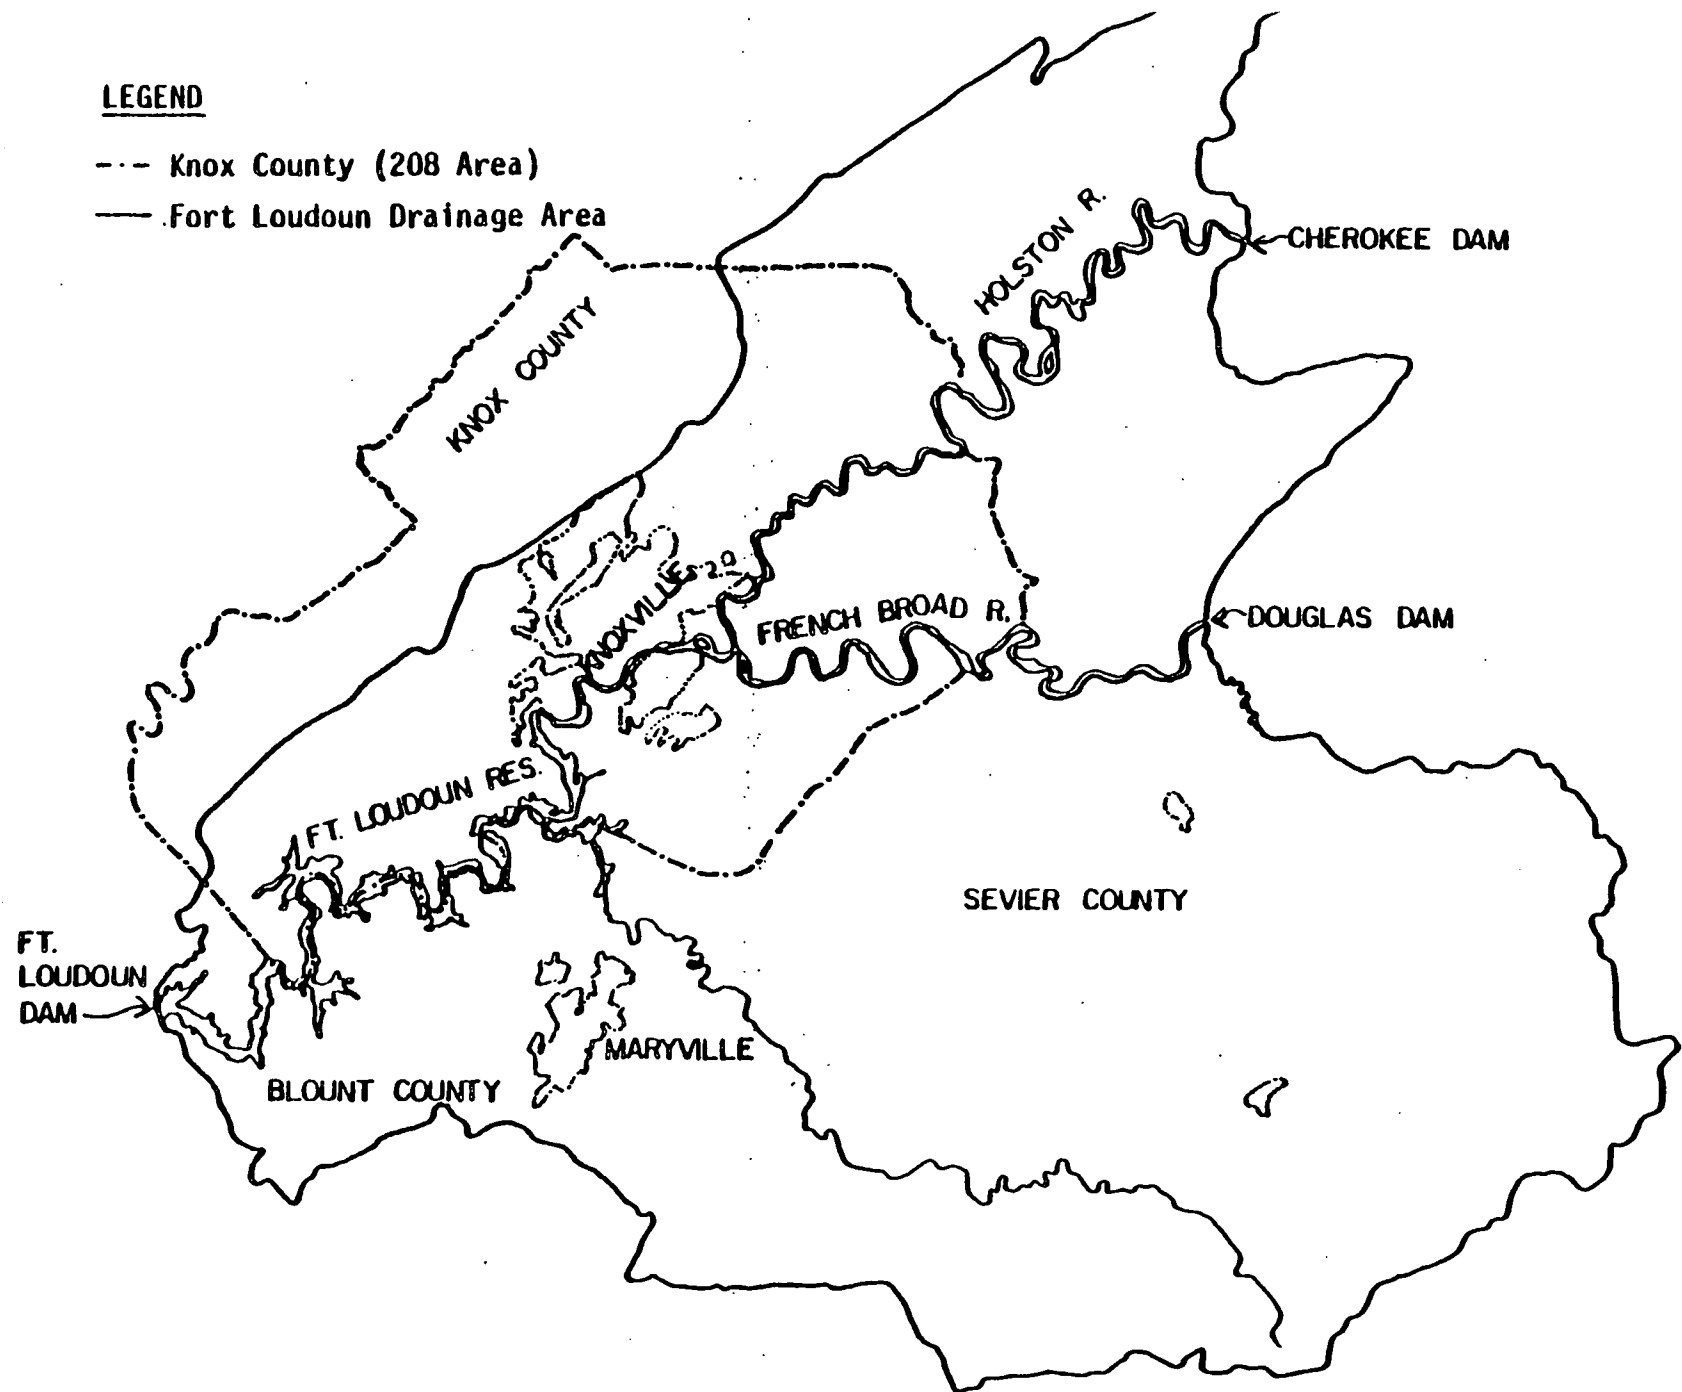 LEGEND
Knox County (208 Area)
Fort Loudoun Drainage Area
HOLSTON R.
CHEROKEE DAM
KNOX COUNTY
KNOXVILLE
FRENCH BROAD R.
DOUGLAS DAM
FT. LOUDOUN RES.
SEVIER COUNTY
FT.
LOUDOUN
DAM
MARYVILLE
BLOUNT COUNTY